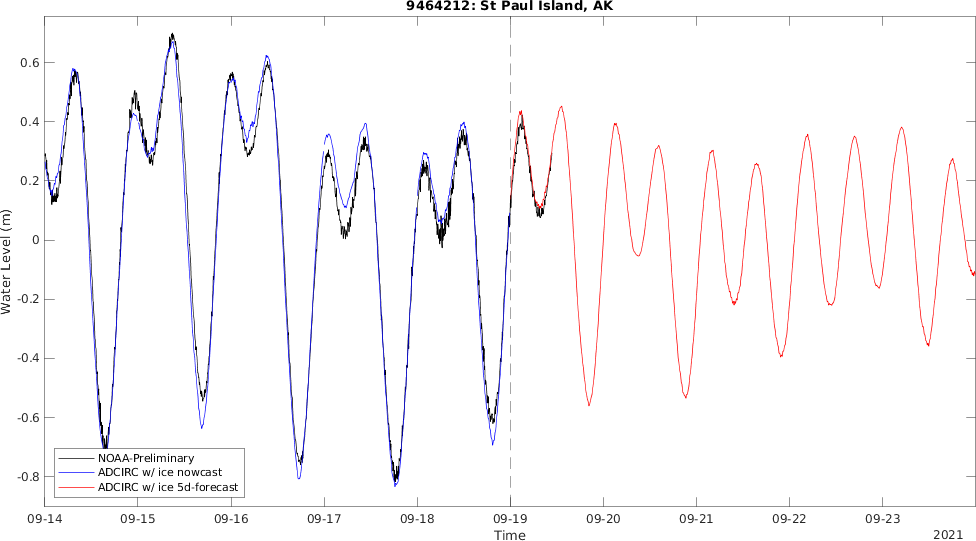 9464212: St Paul Island, AK
Water Level (m)
0.6
0.4
0.2
0
-0.2
-0.4
-0.6
-0.8
NOAA-Preliminary
ADCIRC w/ ice nowcast
ADCIRC w/ ice 5d-forecast
09-14 09-15 09-16 09-17 09-18 09-19 09-20 09-21 09-22 09-23
Time
2021